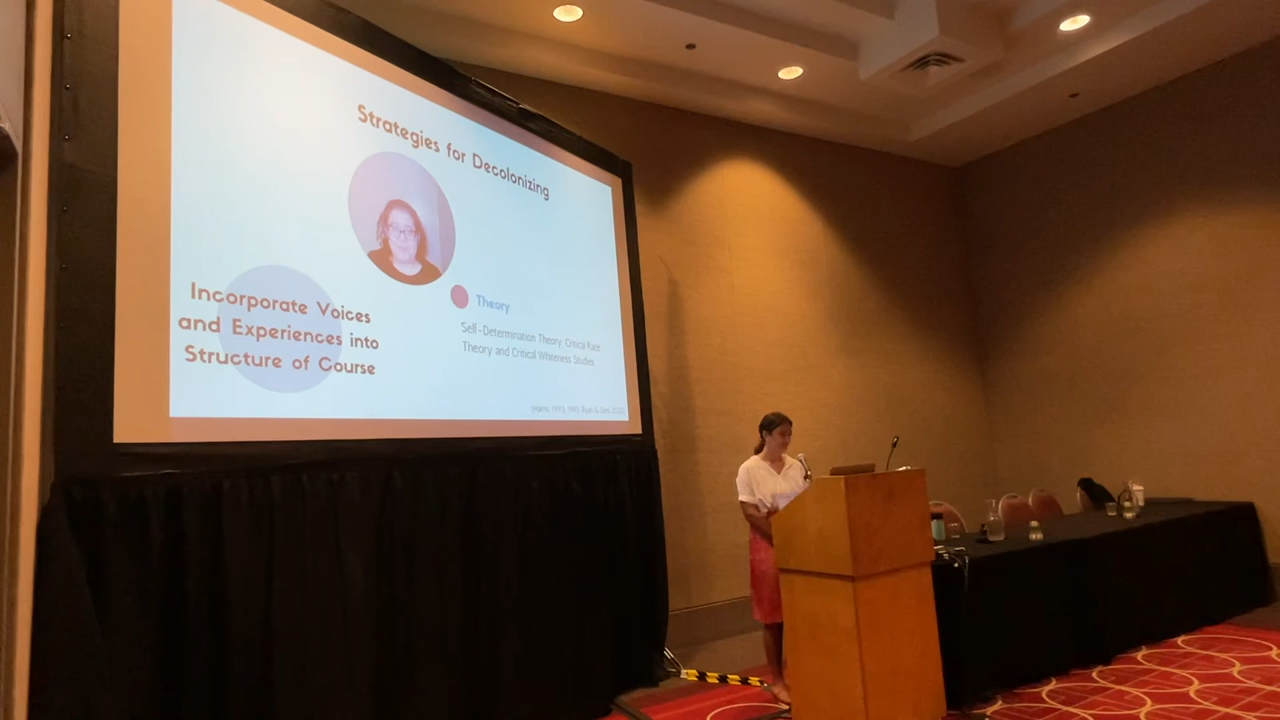 Strategies for Decolonizing
Incorporate Voices
and Experiences into
Structure of Course
Theory
Self-Determination Theory, Critical Race
Theory and Critical Whiteness Studies